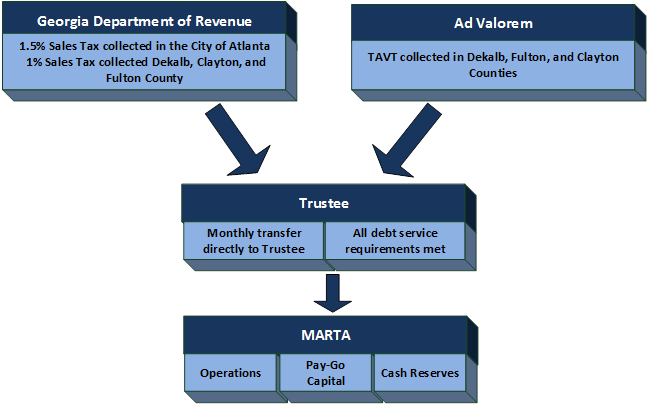 Georgia Department of Revenue
1.5% Sales Tax collected in the City of Atlanta
1% Sales Tax collected Dekalb, Clayton, and
Fulton County
Ad Valorem
TAVT collected in Dekalb, Fulton, and Clayton
Counties
Trustee
Monthly transfer
directly to Trustee
All debt service
requirements met
MARTA
Operations
Pay-Go
Capital
Cash Reserves